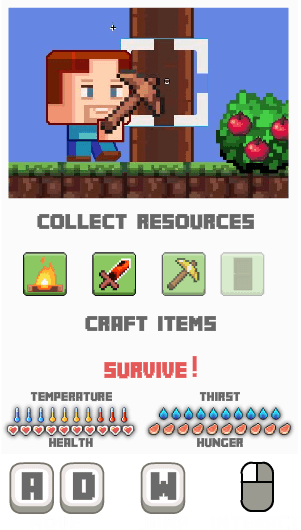 COLLECT RESOURCES
CRAFT ITEMS
SURVIVE!
TEMPERATURE THIRST
HEALTH HUNGER
A D W